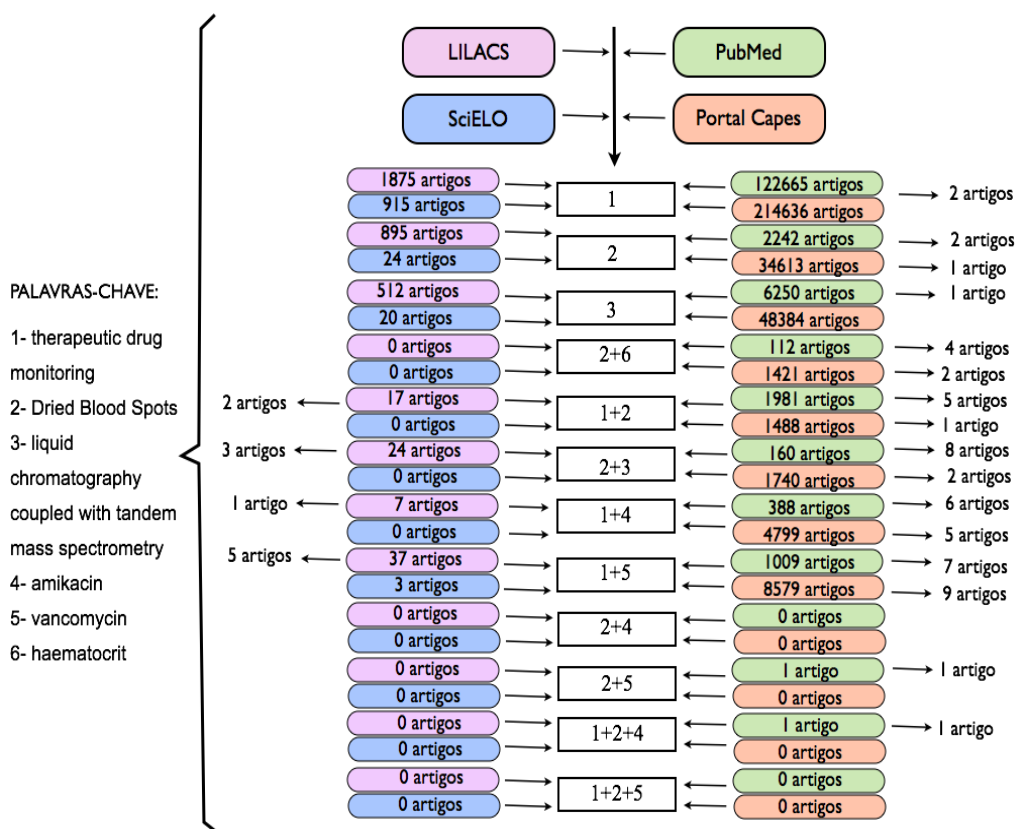 LILACS
PubMed
SciELO
Portal Capes
PALAVRAS-CHAVE:
1- therapeutic drug
monitoring
2- Dried Blood Spots
3- liquid
chromatography
coupled with tandem
mass spectrometry
4- amikacin
5- vancomycin
6- haematocrit
1875 artigos
915 artigos
1
122665 artigos
214636 artigos
2 artigos
895 artigos
24 artigos
2
2242 artigos
34613 artigos
2 artigos
1 artigo
512 artigos
20 artigos
3
6250 artigos
48384 artigos
1 artigo
0 artigos
0 artigos
2+6
112 artigos
1421 artigos
4 artigos
2 artigos
2 artigos
17 artigos
0 artigos
1+2
1981 artigos
1488 artigos
5 artigos
1 artigo
3 artigos
24 artigos
0 artigos
2+3
160 artigos
1740 artigos
8 artigos
2 artigos
1 artigo
7 artigos
0 artigos
1+4
388 artigos
4799 artigos
6 artigos
5 artigos
5 artigos
37 artigos
3 artigos
1+5
1009 artigos
8579 artigos
7 artigos
9 artigos
0 artigos
0 artigos
2+4
0 artigos
0 artigos
0 artigos
0 artigos
2+5
1 artigo
0 artigos
1 artigo
0 artigos
0 artigos
1+2+4
1 artigo
0 artigos
1 artigo
0 artigos
0 artigos
1+2+5
0 artigos
0 artigos